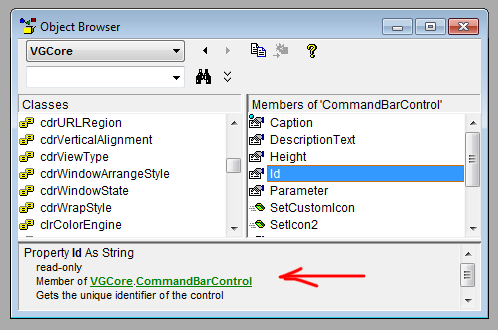 Object Browser
VGCore
Classes
Members of 'CommandBarControl'
cdrURLRegion
cdrVerticalAlignment
cdrViewType
cdrWindowArrangeStyle
cdrWindowState
cdrWrapStyle
clrColorEngine
Caption
DescriptionText
Height
Id
Parameter
SetCustomIcon
SetIcon2
Property Id As String
read-only
Member of VGCore.CommandBarControl
Gets the unique identifier of the control